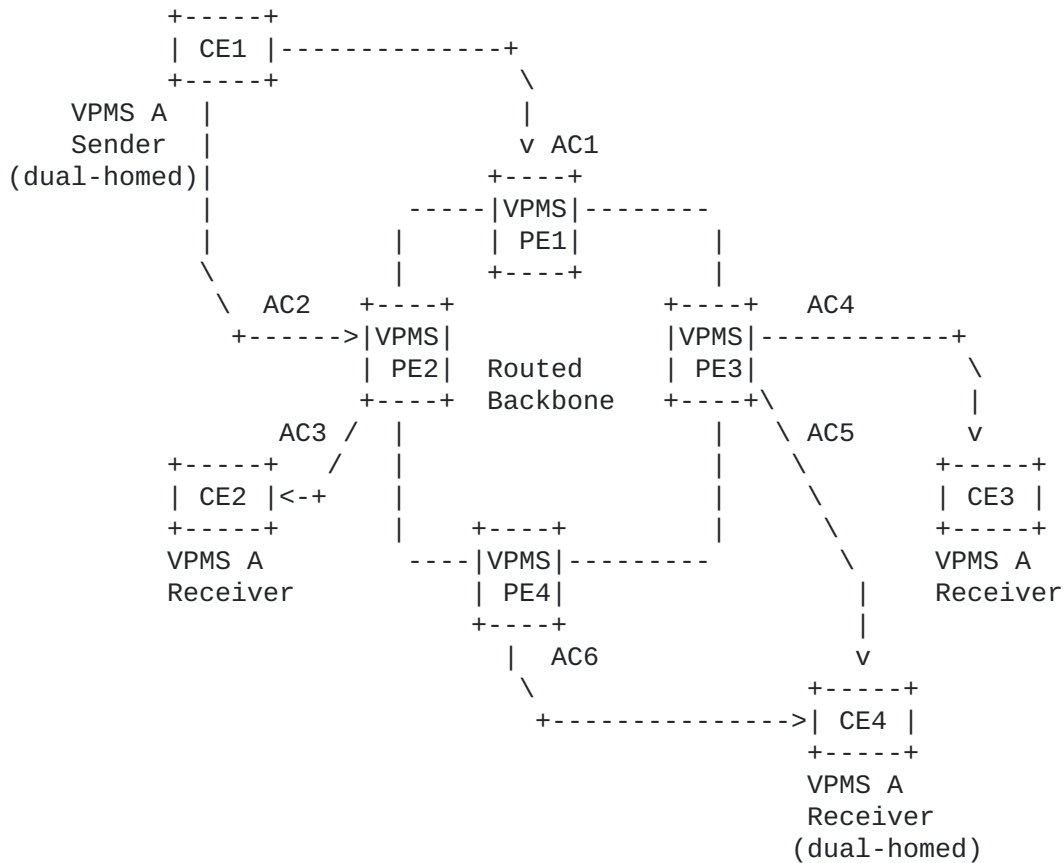 CE1
VPMS A
Sender
(dual-homed)
AC1
VPMS
PE1
AC2
AC4
VPMS
PE2
VPMS
PE3
Routed
Backbone
AC3
AC5
CE2
CE3
VPMS A
Receiver
VPMS
PE4
VPMS A
Receiver
AC6
CE4
VPMS A
Receiver
(dual-homed)